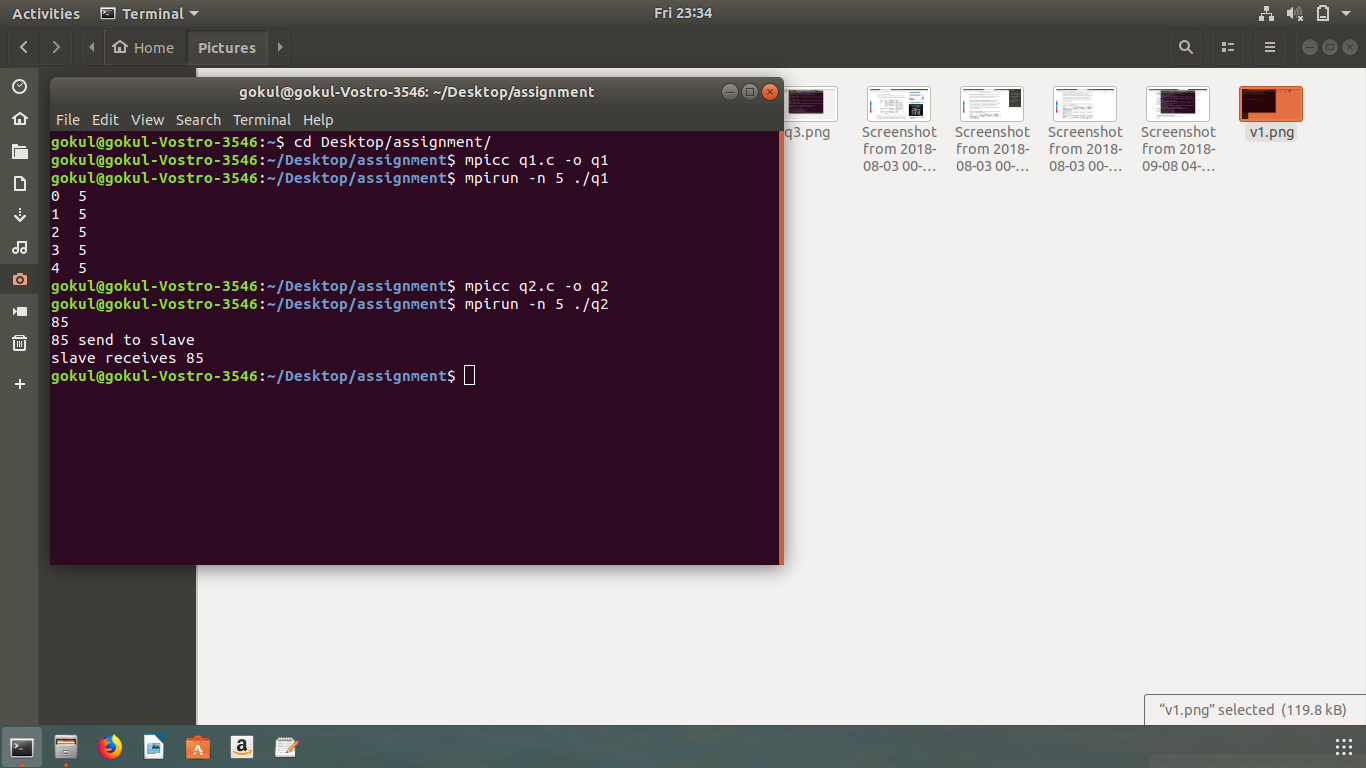 Activities
Terminal
Fri 23:34
Home
Pictures
gokul@gokul-Vostro-3546: ~/Desktop/assignment
File Edit View Search Terminal Help
gokul@gokul-Vostro-3546:~$ cd Desktop/assignment/
gokul@gokul-Vostro-3546:~/Desktop/assignment$ mpicc q1.c -o q1
gokul@gokul-Vostro-3546:~/Desktop/assignment$ mpirun -n 5 ./q1
0  5
1  5
2  5
3  5
4  5
gokul@gokul-Vostro-3546:~/Desktop/assignment$ mpicc q2.c -o q2
gokul@gokul-Vostro-3546:~/Desktop/assignment$ mpirun -n 5 ./q2
85
85 send to slave
slave receives 85
gokul@gokul-Vostro-3546:~/Desktop/assignment$
q3.png
Screenshot
from 2018-
08-03 00-...
Screenshot
from 2018-
08-03 00-...
Screenshot
from 2018-
08-03 00-...
Screenshot
from 2018-
09-08 04-...
v1.png
“v1.png” selected (119.8 kB)